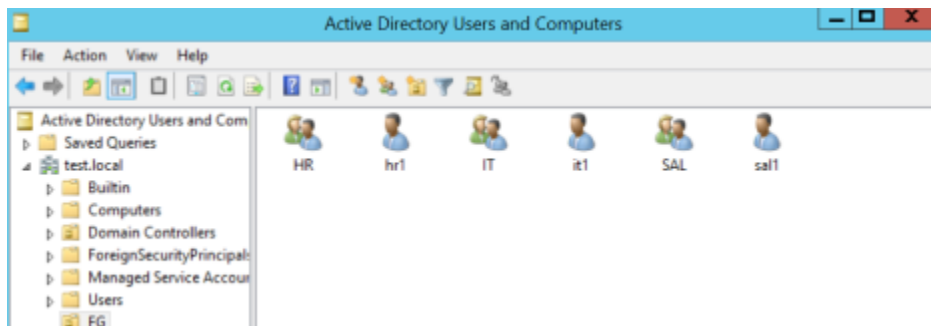 Active Directory Users and Computers
File Action View Help
Active Directory Users and Com
Saved Queries
test.local
Builtin
Computers
Domain Controllers
ForeignSecurityPrincipals
Managed Service Accour
Users
FG
HR hr1 IT it1 SAL sal1